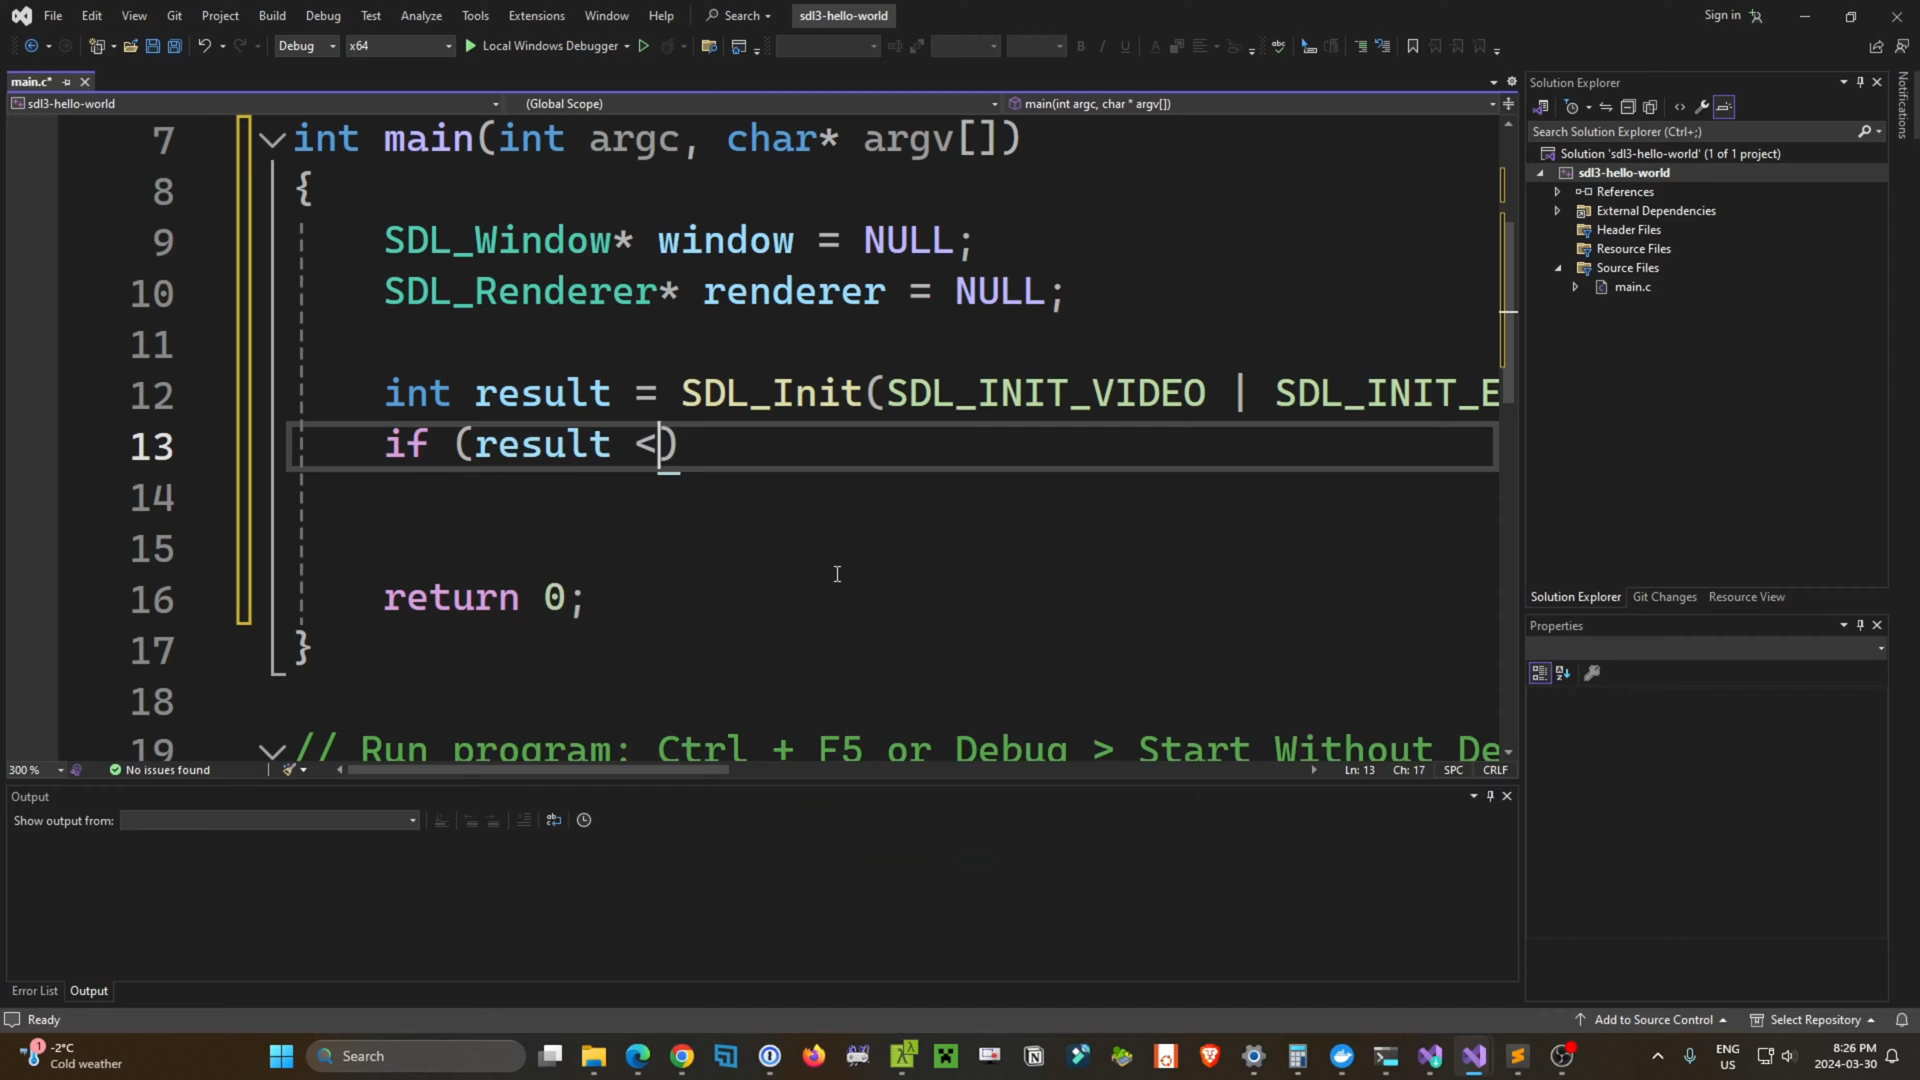 File Edit View Git Project Build Debug Test Analyze Tools Extensions Window Help Search sdl3-hello-world Sign in
Debug x64 Local Windows Debugger
main.c*
sdl3-hello-world (Global Scope) main(int argc, char * argv[])
7 int main(int argc, char* argv[])
8 {
9 SDL_Window* window = NULL;
10 SDL_Renderer* renderer = NULL;
11
12 int result = SDL_Init(SDL_INIT_VIDEO | SDL_INIT_E
13 if (result <)
14
15
16 return 0;
17 }
18
19 // Run program: Ctrl + F5 or Debug > Start Without De
300 % No issues found Ln: 13 Ch: 17 SPC CRLF
Output
Show output from:
Error List Output
Solution Explorer
Search Solution Explorer (Ctrl+;)
Solution 'sdl3-hello-world' (1 of 1 project)
sdl3-hello-world
References
External Dependencies
Header Files
Resource Files
Source Files
main.c
Solution Explorer Git Changes Resource View
Properties
Notifications
Ready Add to Source Control Select Repository
1 -2°C
Cold weather
Search
ENG
US
8:26 PM
2024-03-30